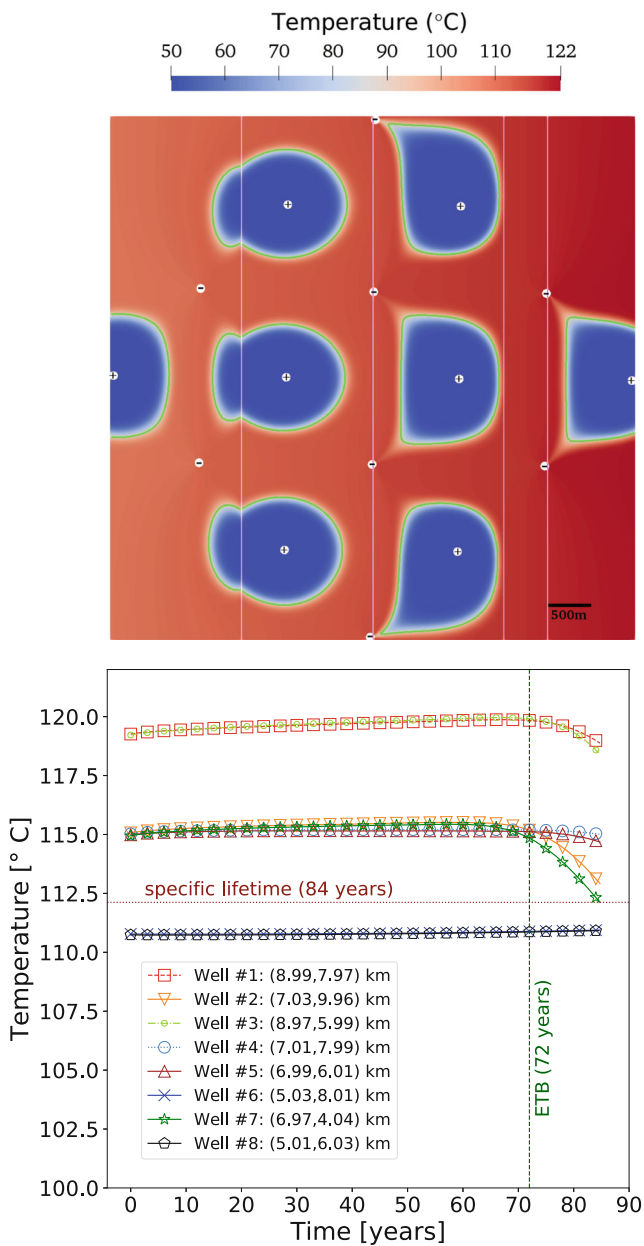 Temperature (°C)
50 60 70 80 90 100 110 122
500m
120.0
117.5
115.0
112.5
110.0
107.5
105.0
102.5
100.0
Temperature [° C]
specific lifetime (84 years)
ETB (72 years)
Well #1: (8.99,7.97) km
Well #2: (7.03,9.96) km
Well #3: (8.97,5.99) km
Well #4: (7.01,7.99) km
Well #5: (6.99,6.01) km
Well #6: (5.03,8.01) km
Well #7: (6.97,4.04) km
Well #8: (5.01,6.03) km
0 10 20 30 40 50 60 70 80 90
Time [years]